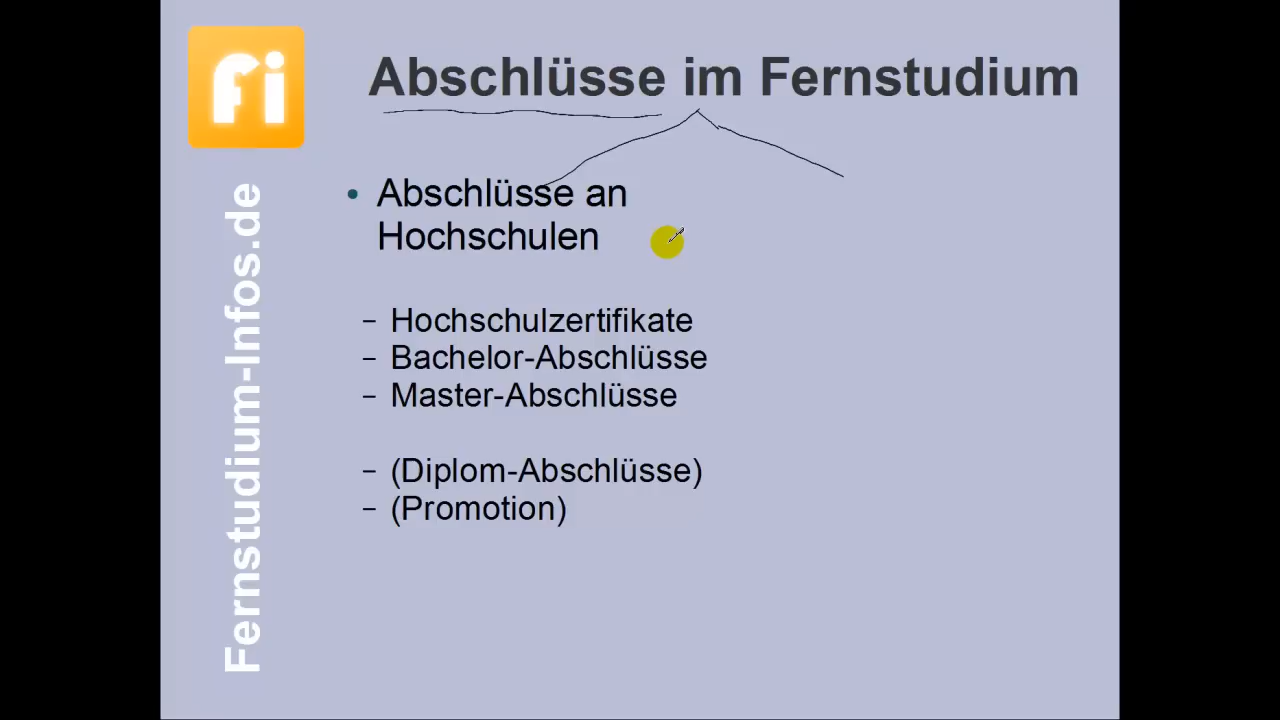 fi
Abschlüsse im Fernstudium
Fernstudium-Infos.de
• Abschlüsse an
Hochschulen
– Hochschulzertifikate
– Bachelor-Abschlüsse
– Master-Abschlüsse
– (Diplom-Abschlüsse)
– (Promotion)